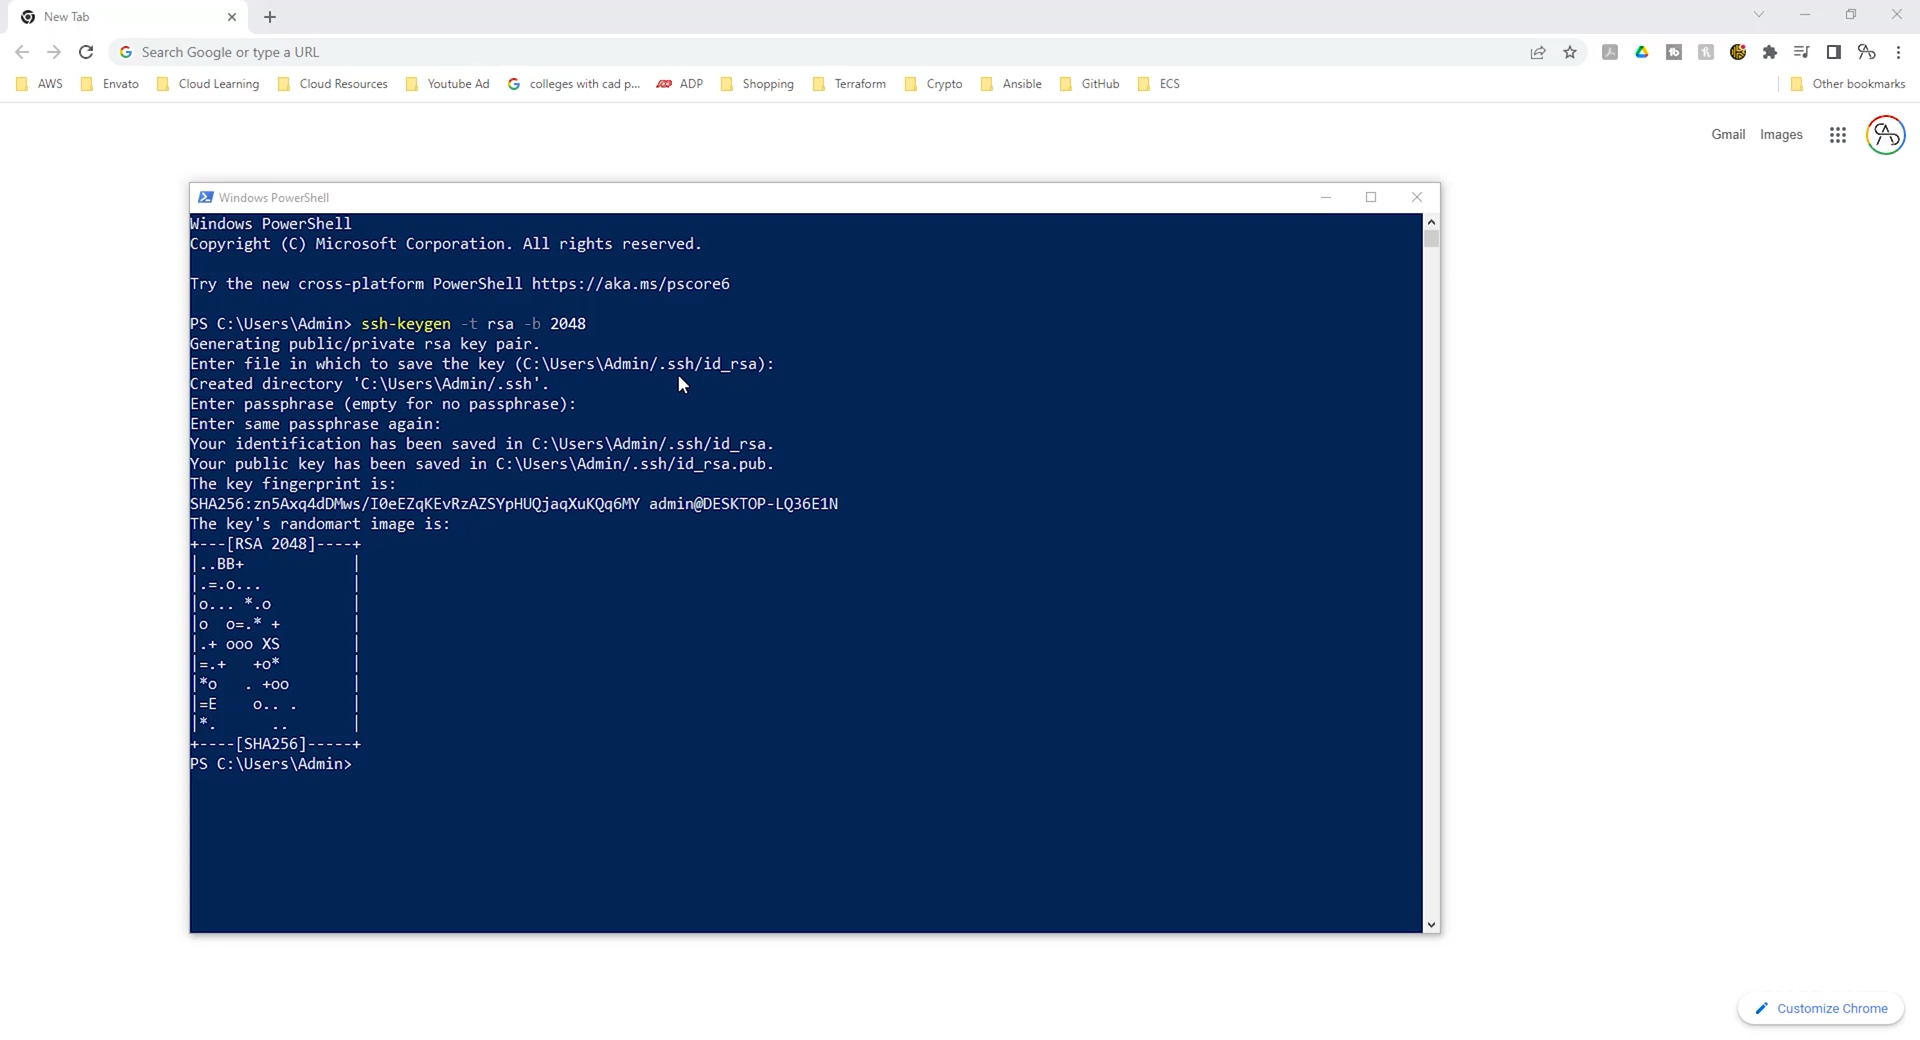 New Tab
Search Google or type a URL
AWS Envato Cloud Learning Cloud Resources Youtube Ad colleges with cad p... ADP Shopping Terraform Crypto Ansible GitHub ECS Other bookmarks
Gmail Images
Windows PowerShell
Windows PowerShell
Copyright (C) Microsoft Corporation. All rights reserved.
Try the new cross-platform PowerShell https://aka.ms/pscore6
PS C:\Users\Admin> ssh-keygen -t rsa -b 2048
Generating public/private rsa key pair.
Enter file in which to save the key (C:\Users\Admin/.ssh/id_rsa):
Created directory 'C:\Users\Admin/.ssh'.
Enter passphrase (empty for no passphrase):
Enter same passphrase again:
Your identification has been saved in C:\Users\Admin/.ssh/id_rsa.
Your public key has been saved in C:\Users\Admin/.ssh/id_rsa.pub.
The key fingerprint is:
SHA256:zn5Axq4dDMws/I0eEZqKEvRzAZSYpHUQjaqXuKQq6MY admin@DESKTOP-LQ36E1N
The key's randomart image is:
+---[RSA 2048]----+
|..BB+            |
|.=.o...          |
|o... *.o         |
|o  o=.* +        |
|.+ ooo XS        |
|=.+   +o*        |
|*o   . +oo       |
|=E    o.. .      |
|*.      ..       |
+----[SHA256]-----+
PS C:\Users\Admin>
Customize Chrome